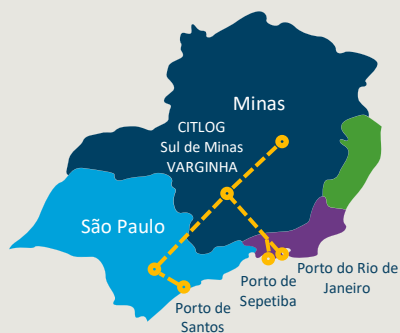 Minas
CITLOG
Sul de Minas
VARGINHA
São Paulo
Porto do Rio de
Janeiro
Porto de
Sepetiba
Porto de
Santos